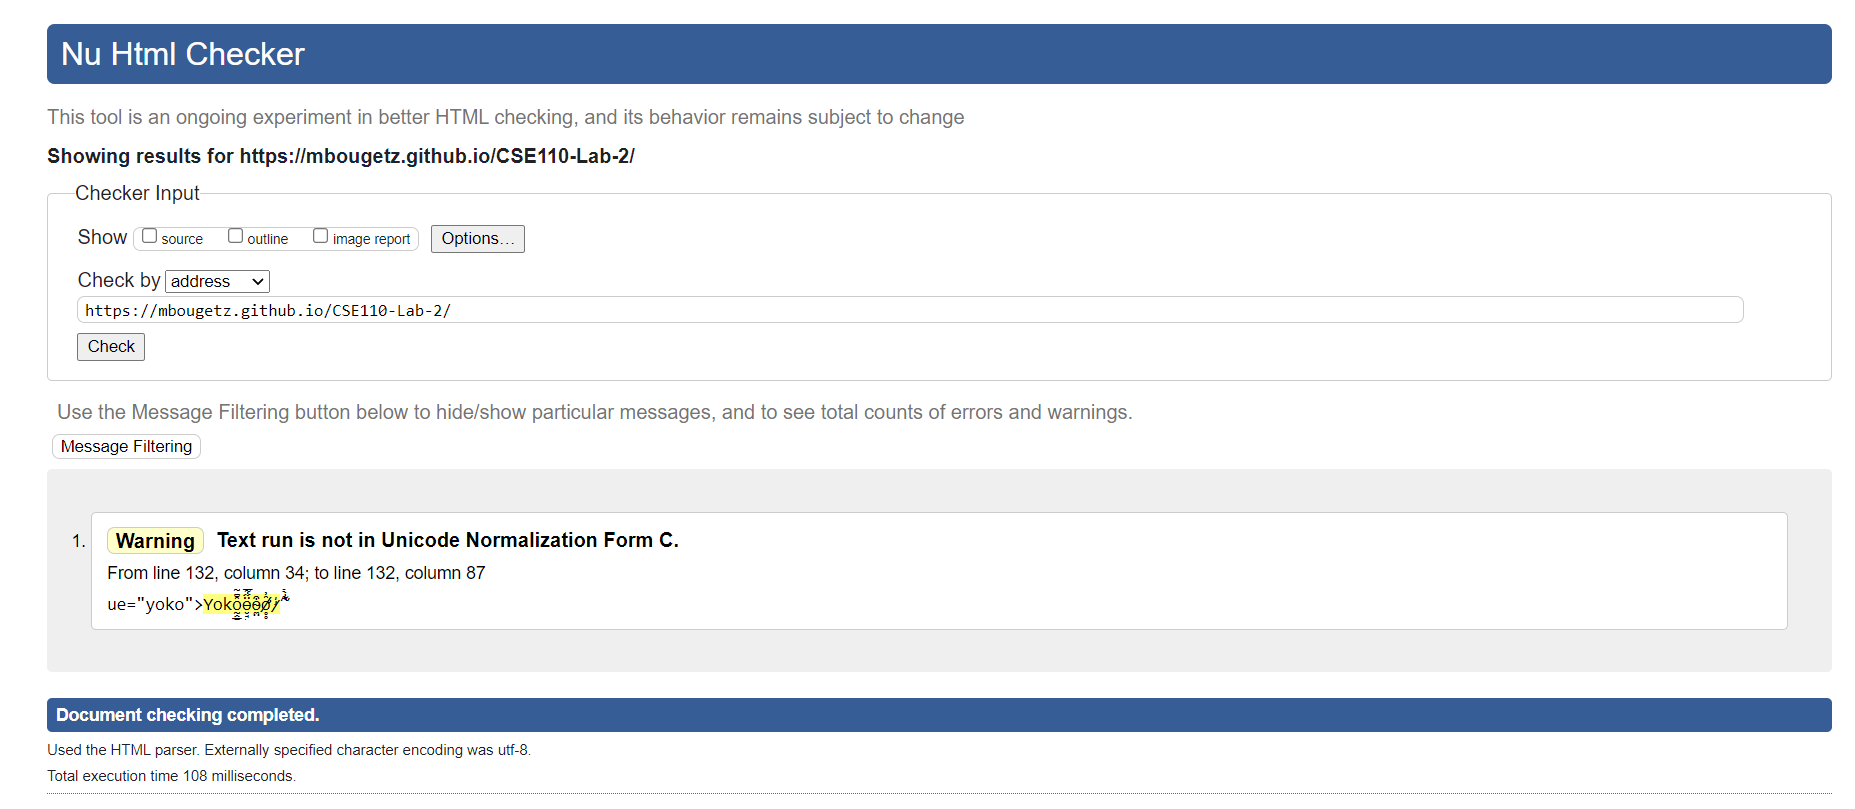 Nu Html Checker
This tool is an ongoing experiment in better HTML checking, and its behavior remains subject to change
Showing results for https://mbougetz.github.io/CSE110-Lab-2/
Checker Input
Show source outline image report Options…
Check by address
https://mbougetz.github.io/CSE110-Lab-2/
Check
Use the Message Filtering button below to hide/show particular messages, and to see total counts of errors and warnings.
Message Filtering
1. Warning Text run is not in Unicode Normalization Form C.
From line 132, column 34; to line 132, column 87
ue="yoko">
Document checking completed.
Used the HTML parser. Externally specified character encoding was utf-8.
Total execution time 108 milliseconds.